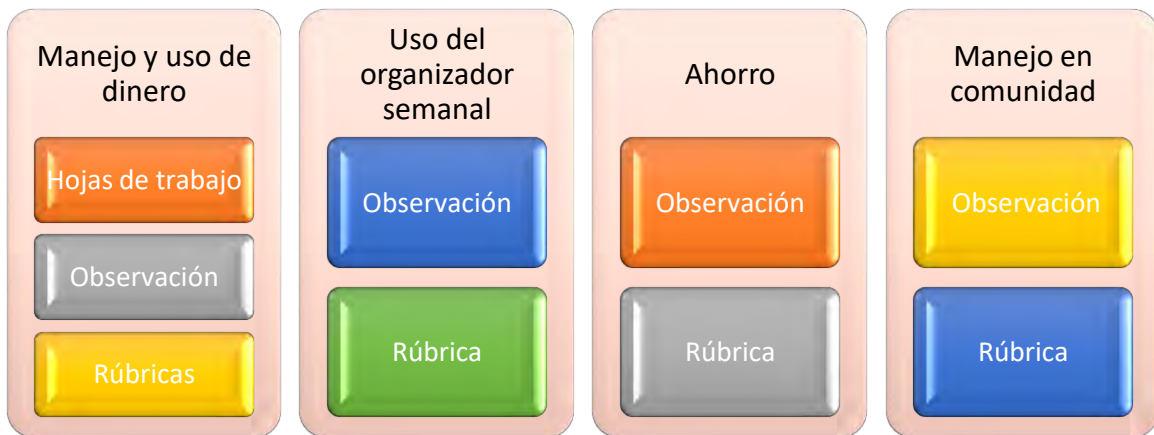 Manejo y uso de
dinero
Hojas de trabajo
Observación
Rúbricas
Uso del
organizador
semanal
Observación
Rúbrica
Ahorro
Observación
Rúbrica
Manejo en
comunidad
Observación
Rúbrica